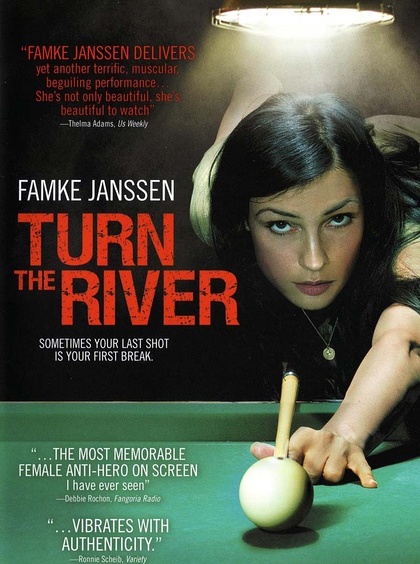 “FAMKE JANSSEN DELIVERS
yet another terrific, muscular,
beguiling performance…
She's not only beautiful, she's
beautiful to watch”
—Thelma Adams, Us Weekly
FAMKE JANSSEN
TURN
THE RIVER
SOMETIMES YOUR LAST SHOT
IS YOUR FIRST BREAK.
“…THE MOST MEMORABLE
FEMALE ANTI-HERO ON SCREEN
I have ever seen”
—Debbie Rochon, Fangoria Radio
“…VIBRATES WITH
AUTHENTICITY.”
—Ronnie Scheib, Variety